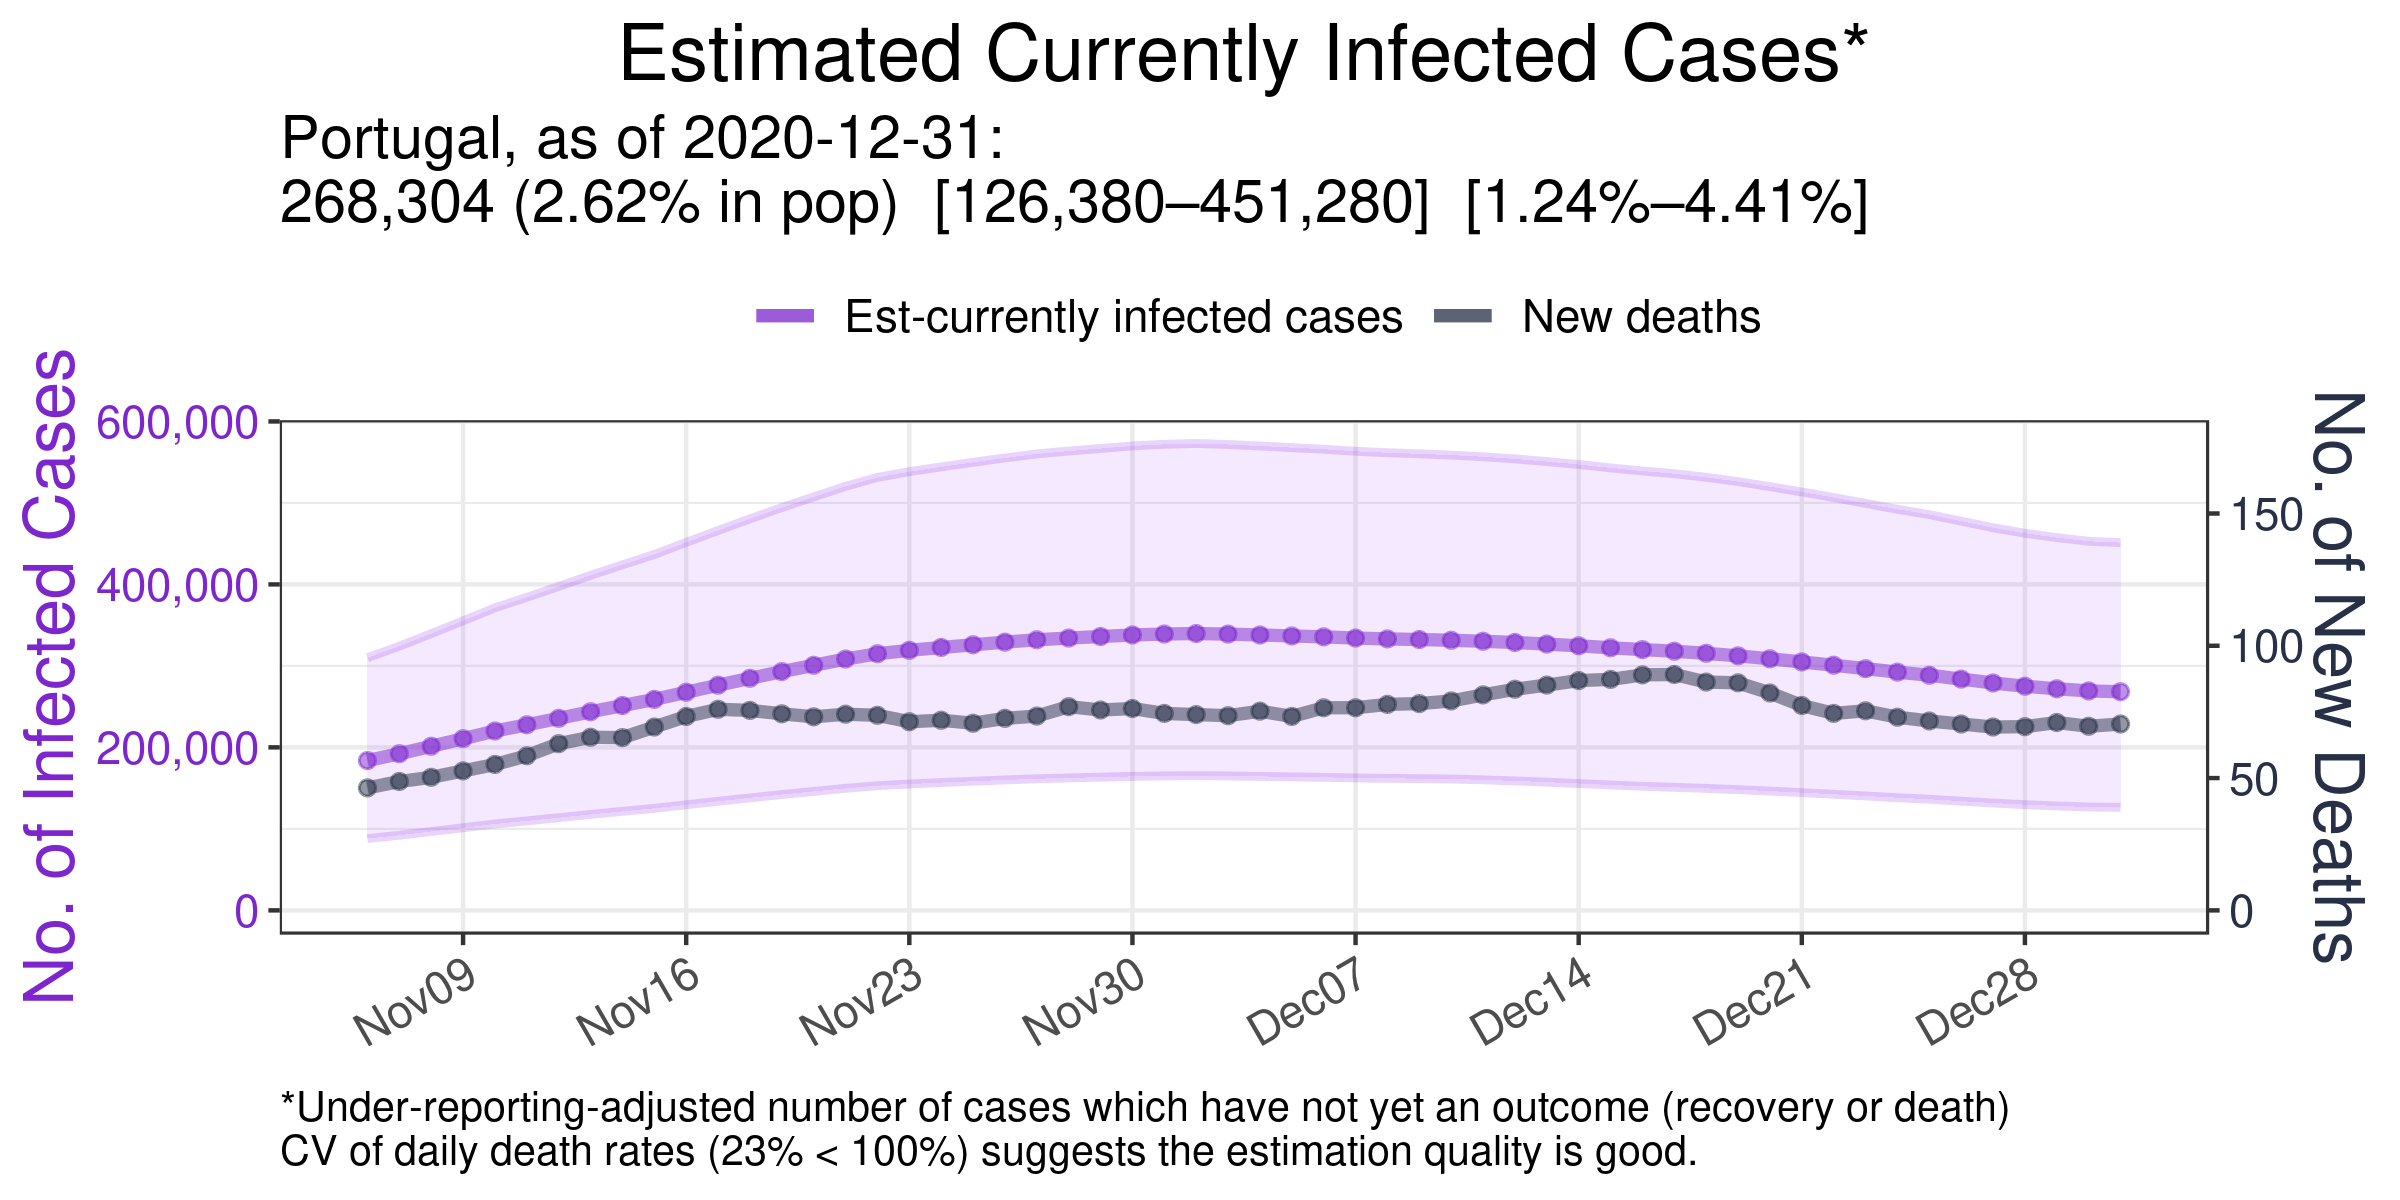 Estimated Currently Infected Cases*
Portugal, as of 2020-12-31:
268,304 (2.62% in pop)  [126,380–451,280]  [1.24%–4.41%]
Est-currently infected cases
New deaths
No. of Infected Cases
600,000
400,000
200,000
0
150
100
50
0
No. of New Deaths
Nov09
Nov16
Nov23
Nov30
Dec07
Dec14
Dec21
Dec28
*Under-reporting-adjusted number of cases which have not yet an outcome (recovery or death)
CV of daily death rates (23% < 100%) suggests the estimation quality is good.